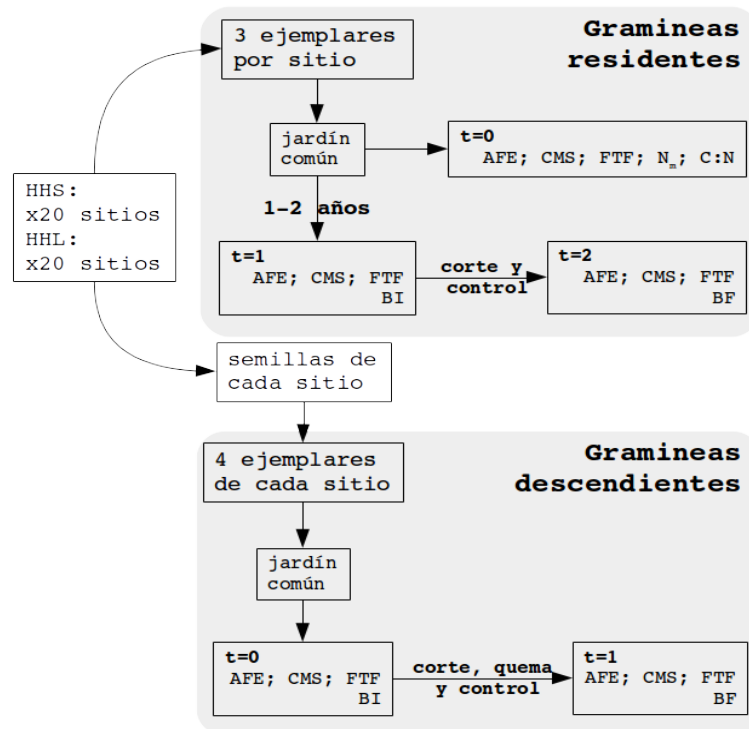 Gramineas
residentes
3 ejemplares
por sitio
jardín
común
t=0
AFE; CMS; FTF; Nm; C:N
HHS:
x20 sitios
HHL:
x20 sitios
1-2 años
t=1
AFE; CMS; FTF
BI
corte y
control
t=2
AFE; CMS; FTF
BF
semillas de
cada sitio
Gramineas
descendientes
4 ejemplares
de cada sitio
jardín
común
t=0
AFE; CMS; FTF
BI
corte, quema
y control
t=1
AFE; CMS; FTF
BF